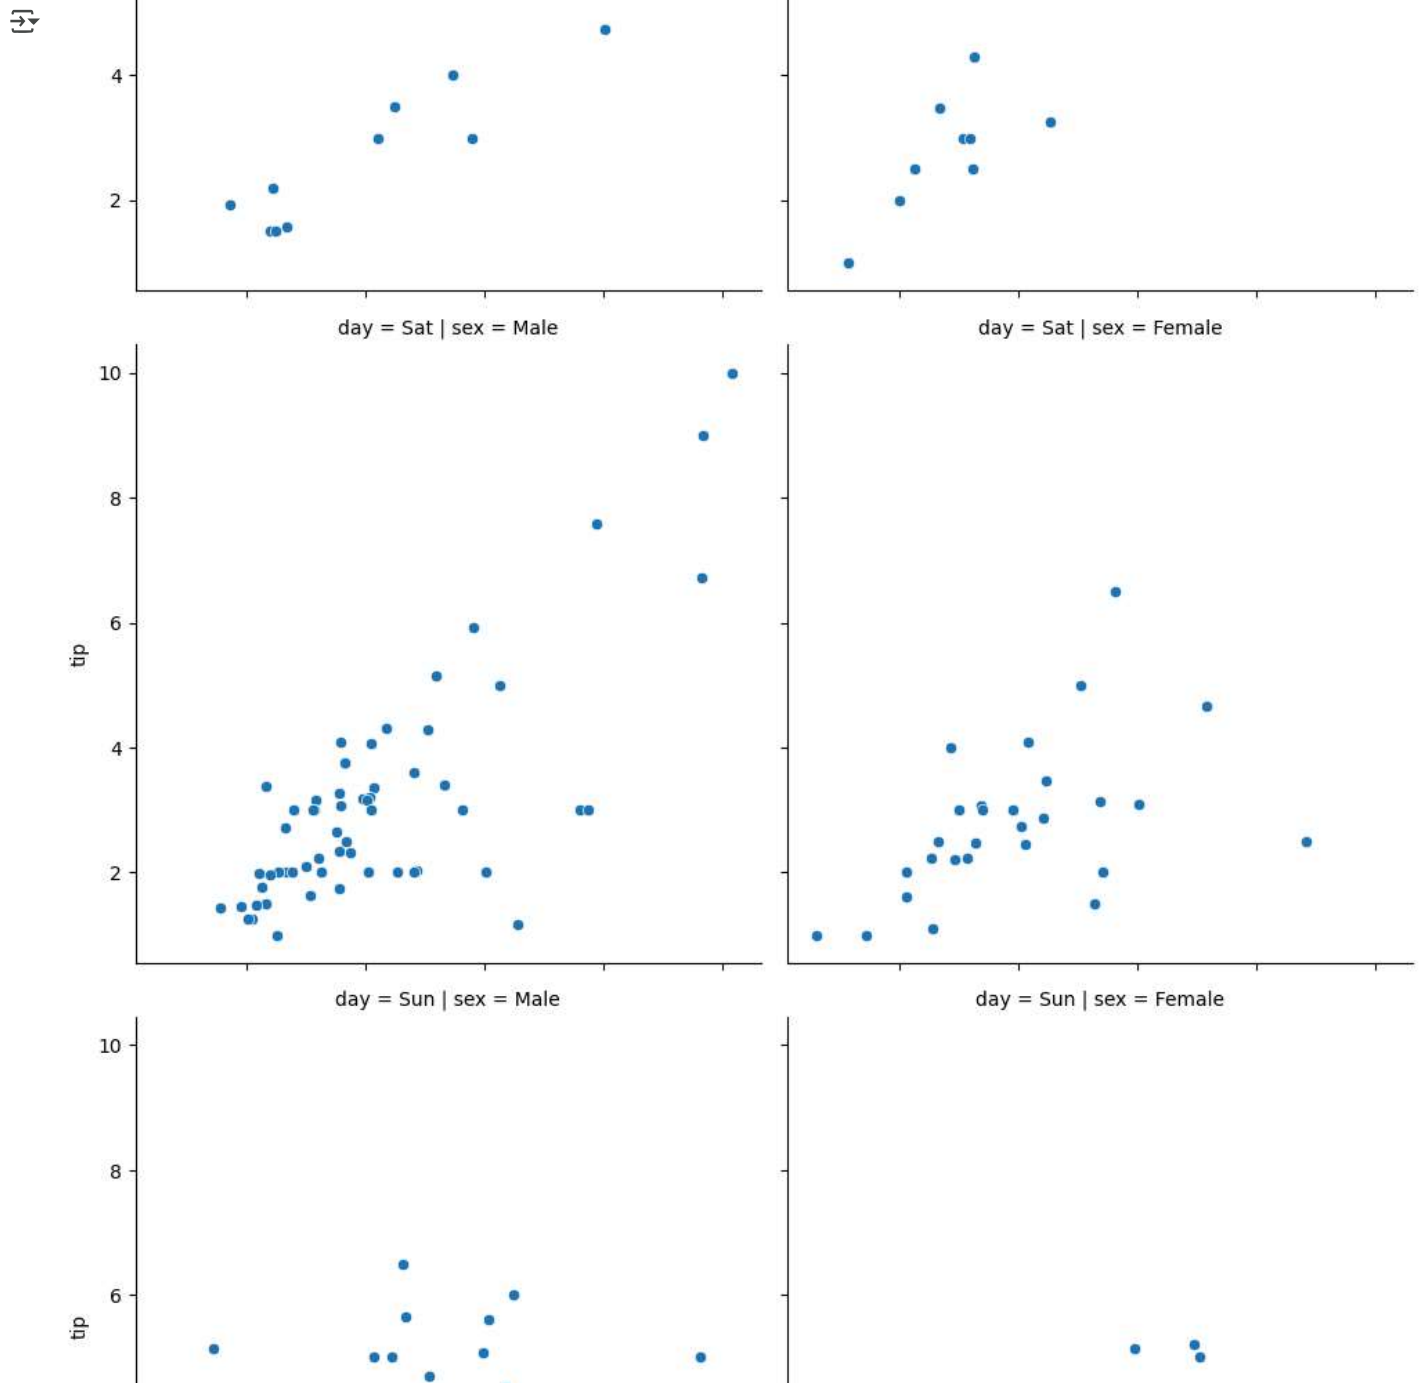 4
2
day = Sat | sex = Male
day = Sat | sex = Female
10
8
6
4
2
tip
day = Sun | sex = Male
day = Sun | sex = Female
10
8
6
tip